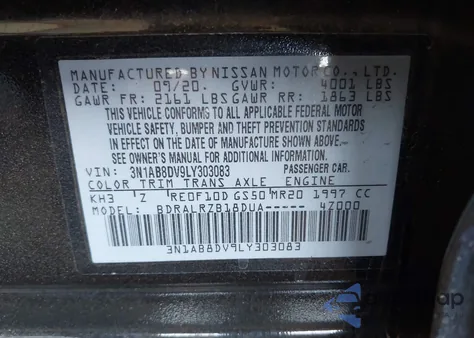 MANUFACTURED BY NISSAN MOTOR CO., LTD.
DATE: 09/20. GVWR: 4001 LBS
GAWR FR: 2161 LBS GAWR RR: 1863 LBS
THIS VEHICLE CONFORMS TO ALL APPLICABLE FEDERAL MOTOR
VEHICLE SAFETY, BUMPER AND THEFT PREVENTION STANDARDS
IN EFFECT ON THE DATE OF MANUFACTURE SHOWN ABOVE.
SEE OWNER'S MANUAL FOR ADDITIONAL INFORMATION.
VIN: 3N1AB8DV9LY303083 PASSENGER CAR.
COLOR TRIM TRANS AXLE ENGINE
KH3 Z RE0F10D GS50 MR20 1997 CC
MODEL: BDRALRZB18DUA----- 4Z000
3N1AB8DV9LY303083